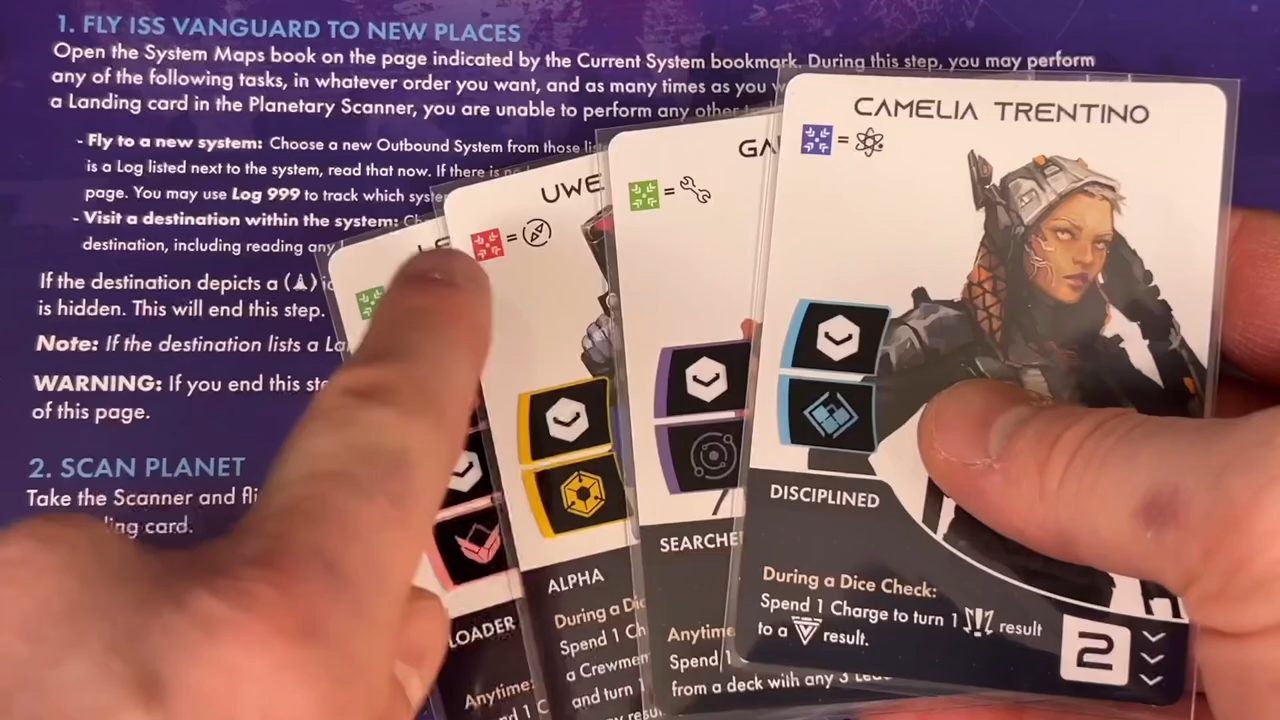 1. FLY ISS VANGUARD TO NEW PLACES
Open the System Maps book on the page indicated by the Current System bookmark. During this step, you may perform
any of the following tasks, in whatever order you want, and as many times as you
a Landing card in the Planetary Scanner, you are unable to perform any other
- Fly to a new system: Choose a new Outbound System from those
is a Log listed next to the system, read that now. If there is
page. You may use Log 999 to track which
- Visit a destination within the system:
destination, including reading any
If the destination depicts a
is hidden. This will end this step.
Note: If the destination lists a
WARNING: If you end this
of this page.
2. SCAN PLANET
Take the Scanner and
card.
LOADER
Anytime:
UWE
=
ALPHA
During a
Spend 1
a
and turn 1
=
Anytime
Spend 1
from a deck with any 3
CAMELIA TRENTINO
=
DISCIPLINED
During a Dice Check:
Spend 1 Charge to turn 1 result
to a result.
2